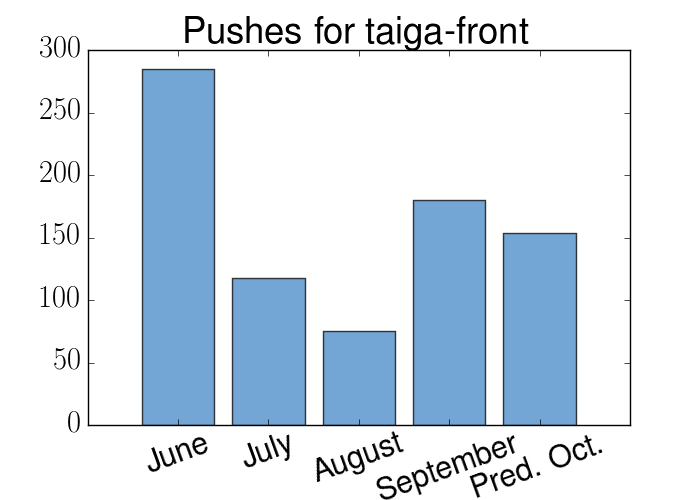 Pushes for taiga-front
300
250
200
150
100
50
0
June
July
August
September
Pred. Oct.